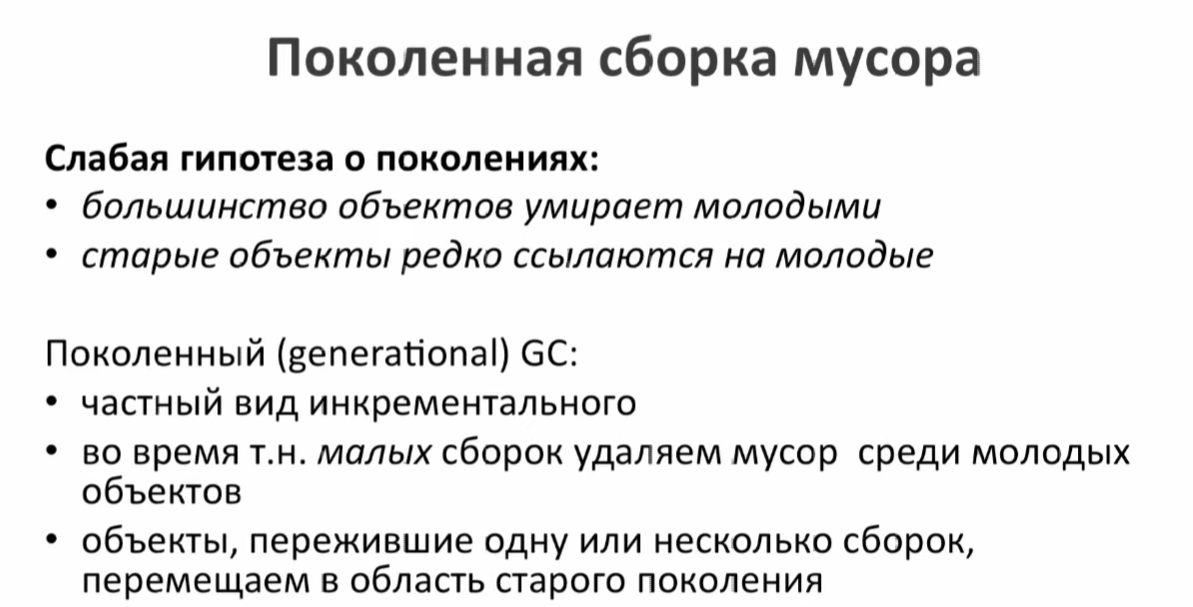 Поколенная сборка мусора
Слабая гипотеза о поколениях:
• большинство объектов умирает молодыми
• старые объекты редко ссылаются на молодые
Поколенный (generational) GC:
• частный вид инкрементального
• во время т.н. малых сборок удаляем мусор среди молодых
объектов
• объекты, пережившие одну или несколько сборок,
перемещаем в область старого поколения